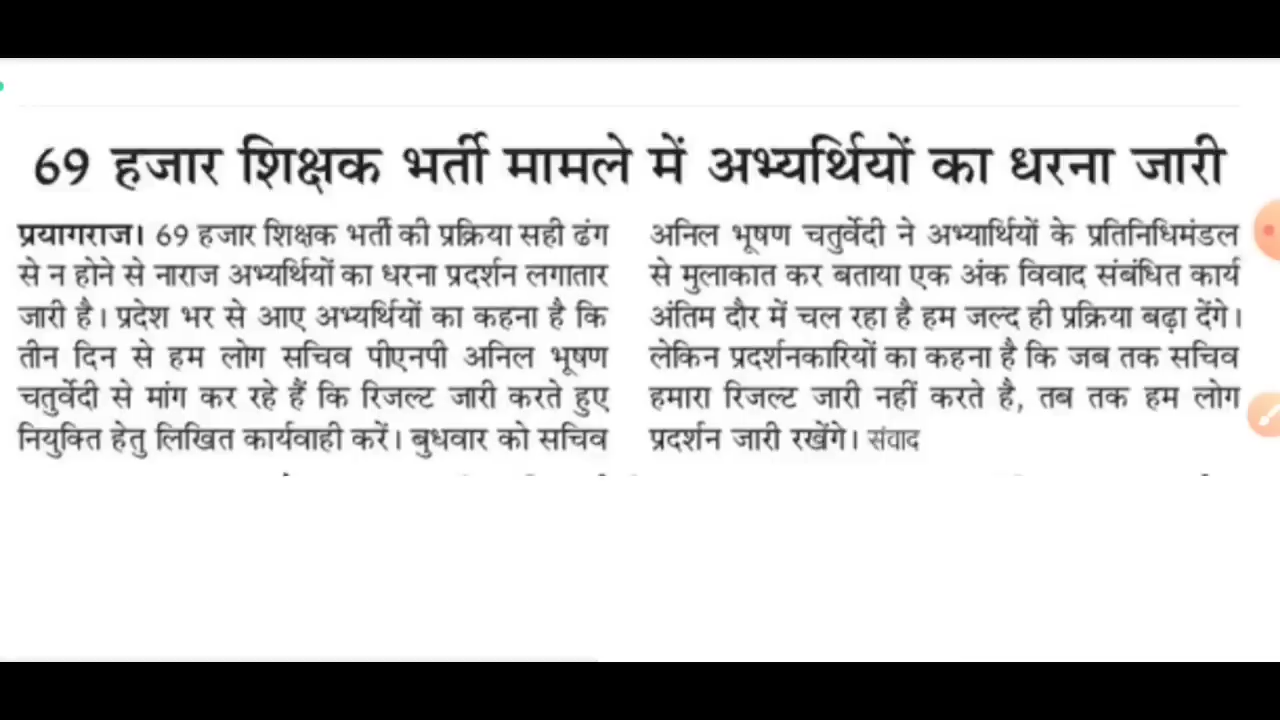 69 हजार शिक्षक भर्ती मामले में अभ्यर्थियों का धरना जारी
प्रयागराज। 69 हजार शिक्षक भर्ती की प्रक्रिया सही ढंग
से न होने से नाराज अभ्यर्थियों का धरना प्रदर्शन लगातार
जारी है। प्रदेश भर से आए अभ्यर्थियों का कहना है कि
तीन दिन से हम लोग सचिव पीएनपी अनिल भूषण
चतुर्वेदी से मांग कर रहे हैं कि रिजल्ट जारी करते हुए
नियुक्ति हेतु लिखित कार्यवाही करें। बुधवार को सचिव
अनिल भूषण चतुर्वेदी ने अभ्यार्थियों के प्रतिनिधिमंडल
से मुलाकात कर बताया एक अंक विवाद संबंधित कार्य
अंतिम दौर में चल रहा है हम जल्द ही प्रक्रिया बढ़ा देंगे।
लेकिन प्रदर्शनकारियों का कहना है कि जब तक सचिव
हमारा रिजल्ट जारी नहीं करते है, तब तक हम लोग
प्रदर्शन जारी रखेंगे। संवाद